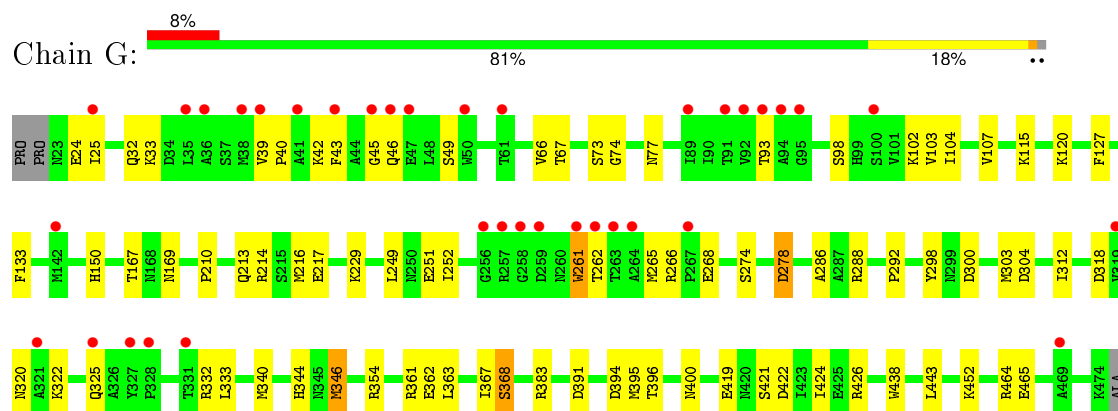 8%
Chain G:
81% 18% ••
PRO PRO N23 E24 I25 Q32 K33 D34 L35 A36 S37 M38 V39 P40 A41 K42 F43 A44 G45 Q46 E47 L48 S49 W50 T61 V66 T67 S73 G74 N77 I89 I90 T91 V92 T93 A94 G95 S98 H99 S100 V101 K102 V103 I104 V107 K115 K120 F127
F133 M142 H150 T167 N168 N169 P210 Q213 R214 S215 M216 E217 K229 L249 N250 E251 I252 G256 R257 G258 D259 N260 W261 T262 T263 A264 M265 R266 P267 E268 S274 D278 A286 A287 R288 P292 Y298 N299 D300 M303 D304 I312 D318
N320 A321 K322 Q325 A326 Y327 P328 T331 R332 L333 M340 H344 N345 M346 R354 R361 E362 L363 I367 S368 R383 D391 D394 M395 T396 N400 E419 N420 S421 D422 I423 I424 E425 R426 W438 L443 K452 R464 E465 A469 K474